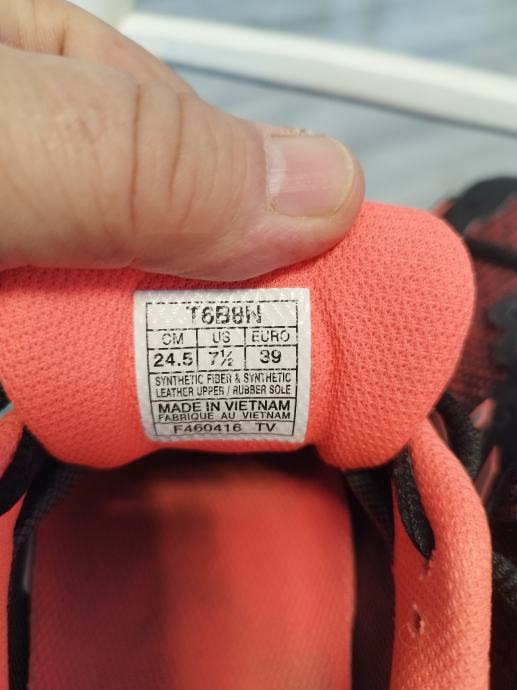 T6B8N
CM US EURO
24.5 7½ 39
SYNTHETIC FIBER & SYNTHETIC
LEATHER UPPER / RUBBER SOLE
MADE IN VIETNAM
FABRIQUE AU VIETNAM
F460416 TV